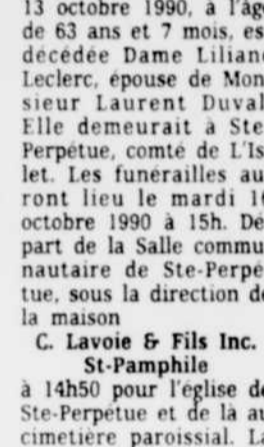 13 octobre 1990, à l'âge
de 63 ans et 7 mois, es
décédée Dame Liliane
Leclerc, épouse de Mon-
sieur Laurent Duval
Elle demeurait à Ste-
Perpétue, comté de L'Is-
let. Les funérailles au-
ront lieu le mardi 16
octobre 1990 à 15h. Dé-
part de la Salle commu-
nautaire de Ste-Perpé-
tue, sous la direction de
la maison
C. Lavoie & Fils Inc.
St-Pamphile
à 14h50 pour l'église de
Ste-Perpétue et de là au
cimetière paroissial. La